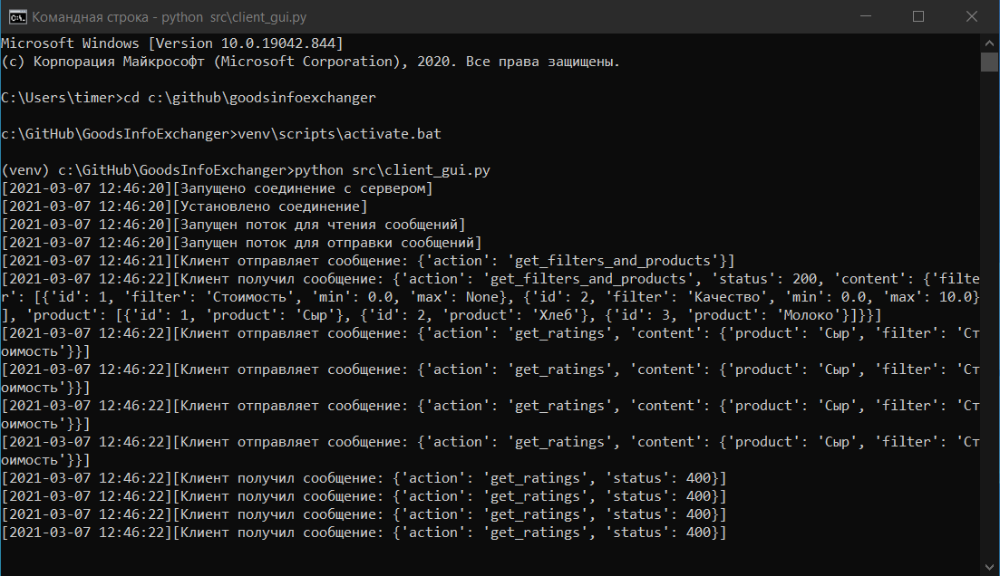 Командная строка - python  src\client_gui.py
Microsoft Windows [Version 10.0.19042.844]
(c) Корпорация Майкрософт (Microsoft Corporation), 2020. Все права защищены.
C:\Users\timer>cd c:\github\goodsinfoexchanger
c:\GitHub\GoodsInfoExchanger>venv\scripts\activate.bat
(venv) c:\GitHub\GoodsInfoExchanger>python src\client_gui.py
[2021-03-07 12:46:20][Запущено соединение с сервером]
[2021-03-07 12:46:20][Установлено соединение]
[2021-03-07 12:46:20][Запущен поток для чтения сообщений]
[2021-03-07 12:46:20][Запущен поток для отправки сообщений]
[2021-03-07 12:46:21][Клиент отправляет сообщение: {'action': 'get_filters_and_products'}]
[2021-03-07 12:46:22][Клиент получил сообщение: {'action': 'get_filters_and_products', 'status': 200, 'content': {'filte
r': [{'id': 1, 'filter': 'Стоимость', 'min': 0.0, 'max': None}, {'id': 2, 'filter': 'Качество', 'min': 0.0, 'max': 10.0}
], 'product': [{'id': 1, 'product': 'Сыр'}, {'id': 2, 'product': 'Хлеб'}, {'id': 3, 'product': 'Молоко'}]}}]
[2021-03-07 12:46:22][Клиент отправляет сообщение: {'action': 'get_ratings', 'content': {'product': 'Сыр', 'filter': 'Ст
оимость'}}]
[2021-03-07 12:46:22][Клиент отправляет сообщение: {'action': 'get_ratings', 'content': {'product': 'Сыр', 'filter': 'Ст
оимость'}}]
[2021-03-07 12:46:22][Клиент отправляет сообщение: {'action': 'get_ratings', 'content': {'product': 'Сыр', 'filter': 'Ст
оимость'}}]
[2021-03-07 12:46:22][Клиент отправляет сообщение: {'action': 'get_ratings', 'content': {'product': 'Сыр', 'filter': 'Ст
оимость'}}]
[2021-03-07 12:46:22][Клиент получил сообщение: {'action': 'get_ratings', 'status': 400}]
[2021-03-07 12:46:22][Клиент получил сообщение: {'action': 'get_ratings', 'status': 400}]
[2021-03-07 12:46:22][Клиент получил сообщение: {'action': 'get_ratings', 'status': 400}]
[2021-03-07 12:46:22][Клиент получил сообщение: {'action': 'get_ratings', 'status': 400}]